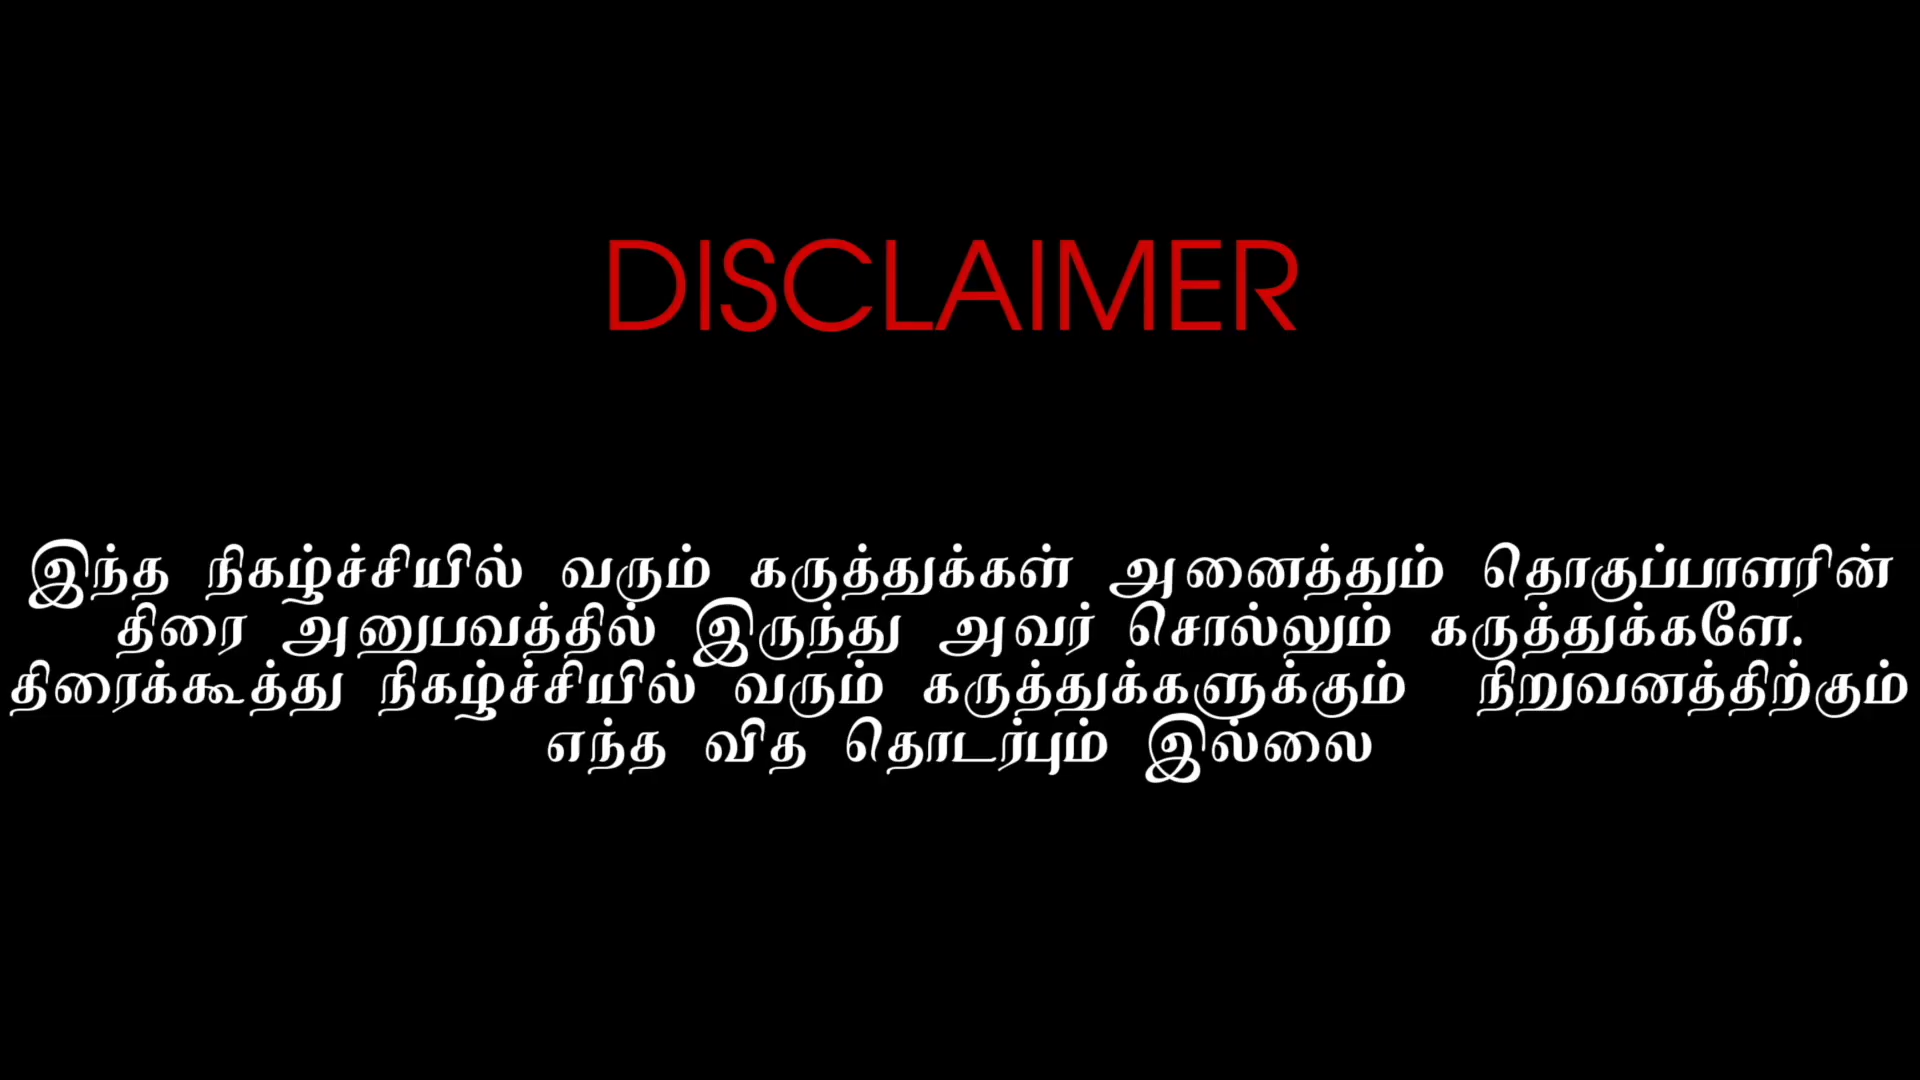 DISCLAIMER
இந்த நிகழ்ச்சியில் வரும் கருத்துக்கள் அனைத்தும் தொகுப்பாளரின்
திரை அனுபவத்தில் இருந்து அவர் சொல்லும் கருத்துக்களே.
திரைக்கூத்து நிகழ்ச்சியில் வரும் கருத்துக்களுக்கும் நிறுவனத்திற்கும்
எந்த வித தொடர்பும் இல்லை